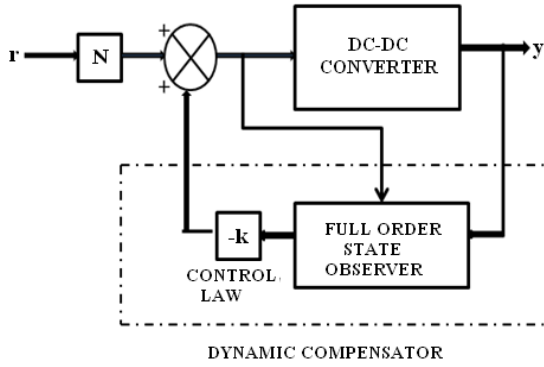 r
N
+
+
DC-DC
CONVERTER
y
-k
CONTROL
LAW
FULL ORDER
STATE
OBSERVER
DYNAMIC COMPENSATOR